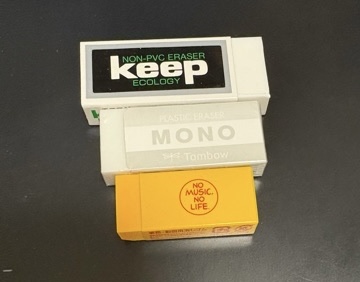 NON-PVC ERASER
keep
ECOLOGY
PLASTIC ERASER
MONO
Tombow
NO
MUSIC,
NO
LIFE.